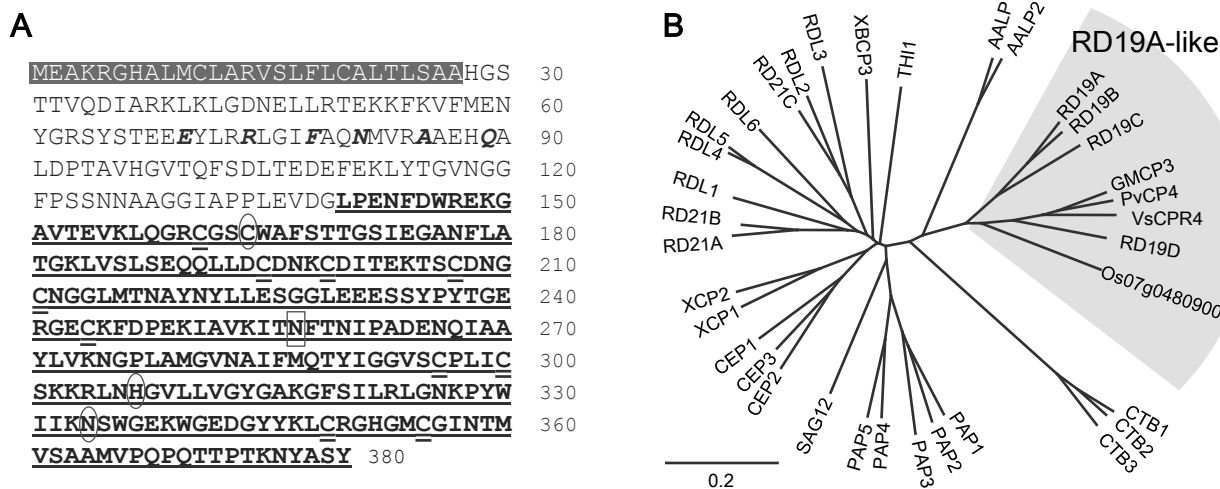 A
MEAKRGHALMCLARVSLFLCALTLSAAHGS 30
TTVQDIARKLKLGDNELLRTEKKFKVFMEN 60
YGRSYSTEEEYLRRLGIFAQNMVRAAEHQA 90
LDPTAVHGVTQFSDLTEDEFEKLYTGVNGG 120
FPSSNNAAGGIAPPLEVDGLPENFDWREKG 150
AVTEVKLQGRCGSCWAFSTTGSIEGANFLA 180
TGKLVSLSEQQLLDCDNKCDITEKTSCDNG 210
CNGGLMTNAYNYLLESGGLEEESSYPYTGE 240
RGECKFDPEKIAVKITNFTNIPADENQIAA 270
YLVKNGPLAMGVNAIFMQTYIGGVSCPLIC 300
SKKRLNHGVLLVGYGAKGFSILRLGNKPYW 330
IIKNSWGEKWGEDGYYKLCRGHGMCGINTM 360
VSAAMVPQPQTTPTKNYASY 380
B
RD19A-like
AALP
AALP2
THI1
XBCP3
RDL3
RDL2
RD21C
RDL6
RDL5
RDL4
RDL1
RD21B
RD21A
XCP2
XCP1
CEP1
CEP3
CEP2
SAG12
PAP5
PAP4
PAP3
PAP2
PAP1
CTB1
CTB2
CTB3
RD19A
RD19B
RD19C
GMCP3
PvCP4
VsCPR4
RD19D
Os07g0480900
0.2